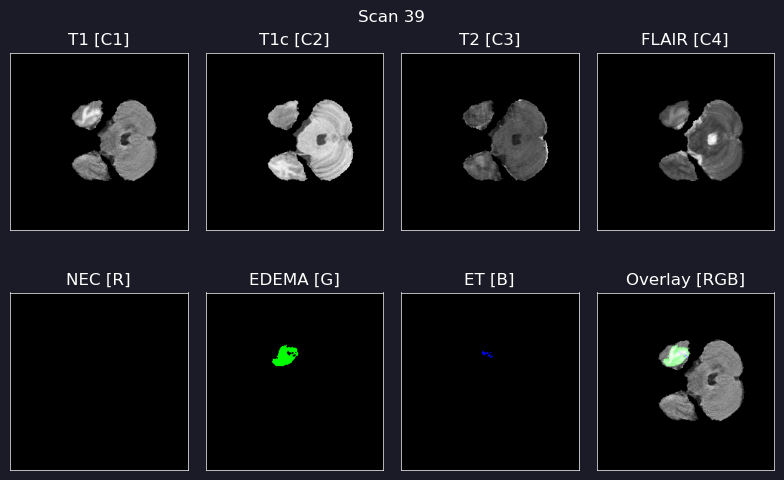 Scan 39
T1 [C1]
T1c [C2]
T2 [C3]
FLAIR [C4]
NEC [R]
EDEMA [G]
ET [B]
Overlay [RGB]